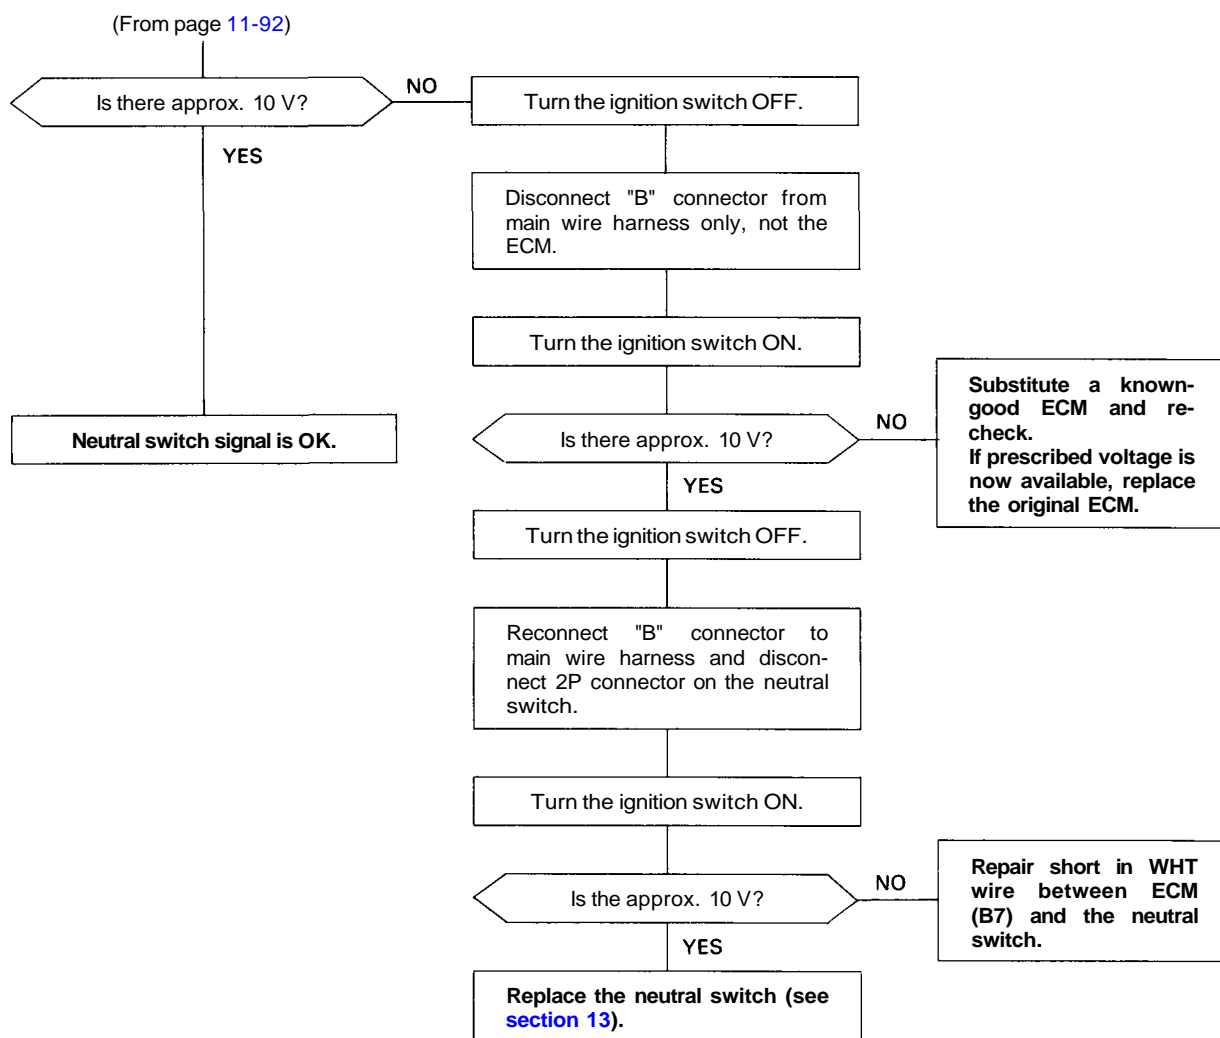 (From page 11-92)
Is there approx. 10 V?
NO
Turn the ignition switch OFF.
YES
Disconnect "B" connector from
main wire harness only, not the
ECM.
Turn the ignition switch ON.
Neutral switch signal is OK.
Is there approx. 10 V?
NO
Substitute a known-
good ECM and re-
check.
If prescribed voltage is
now available, replace
the original ECM.
YES
Turn the ignition switch OFF.
Reconnect "B" connector to
main wire harness and discon-
nect 2P connector on the neutral
switch.
Turn the ignition switch ON.
Is the approx. 10 V?
NO
Repair short in WHT
wire between ECM
(B7) and the neutral
switch.
YES
Replace the neutral switch (see
section 13).